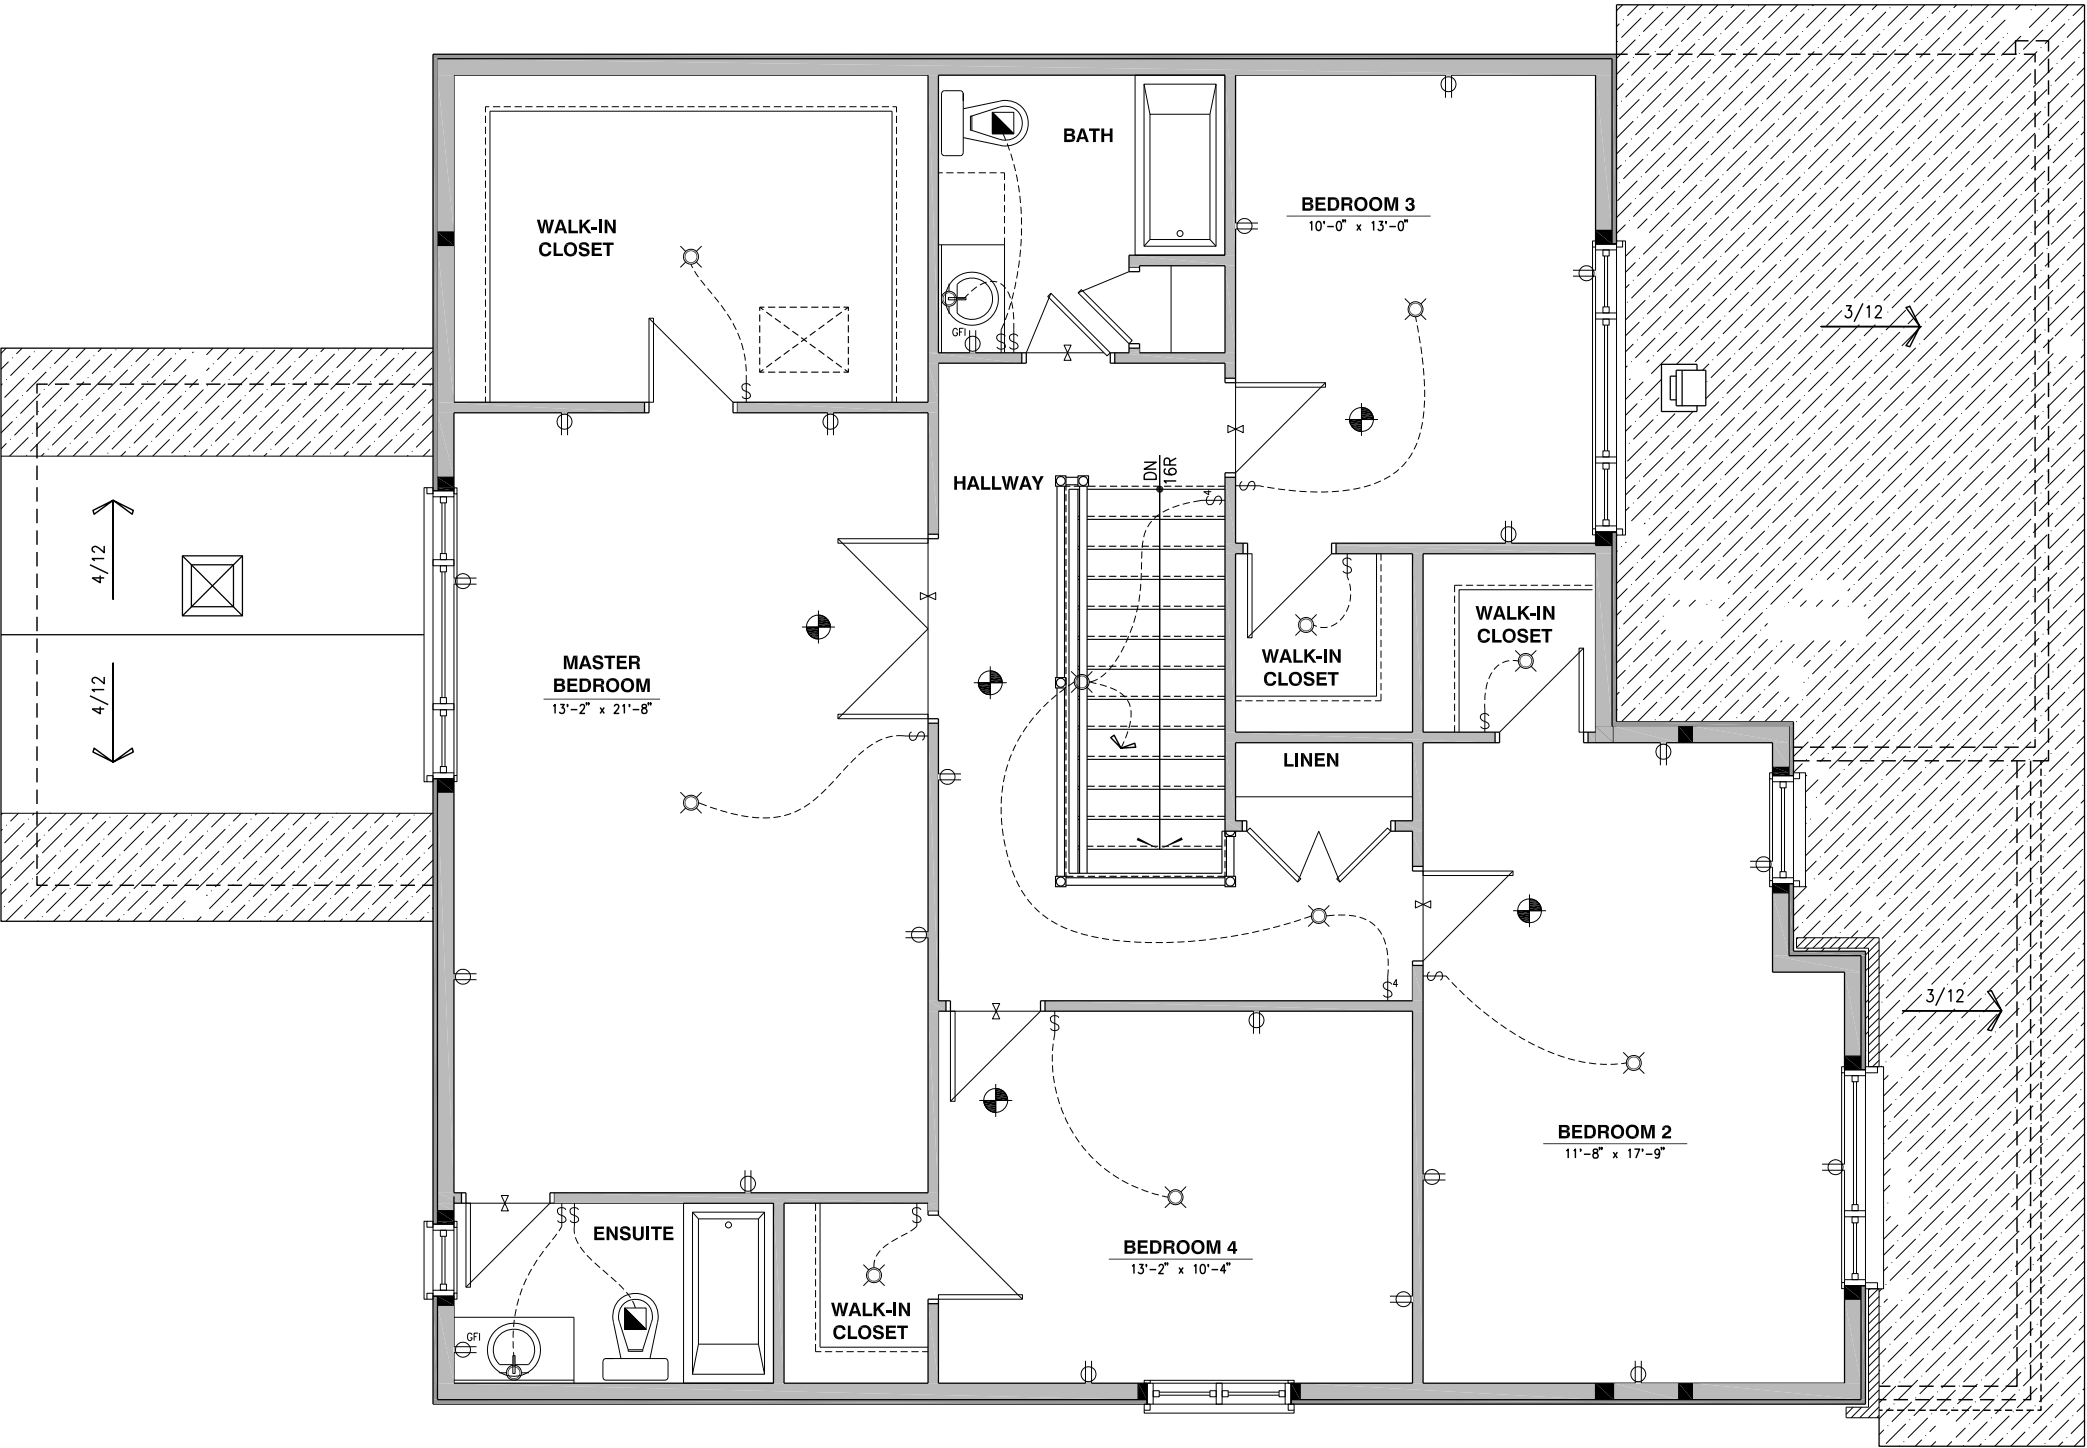 BATH
BEDROOM 3
10'-0" x 13'-0"
WALK-IN
CLOSET
3/12
GFI
S S
S
HALLWAY
DN
16R
S4
S
4/12
S
WALK-IN
CLOSET
WALK-IN
CLOSET
MASTER
BEDROOM
13'-2" x 21'-8"
4/12
S
S
LINEN
S
S4
3/12
S
BEDROOM 2
11'-8" x 17'-9"
S S
ENSUITE
S
BEDROOM 4
13'-2" x 10'-4"
WALK-IN
CLOSET
GFI